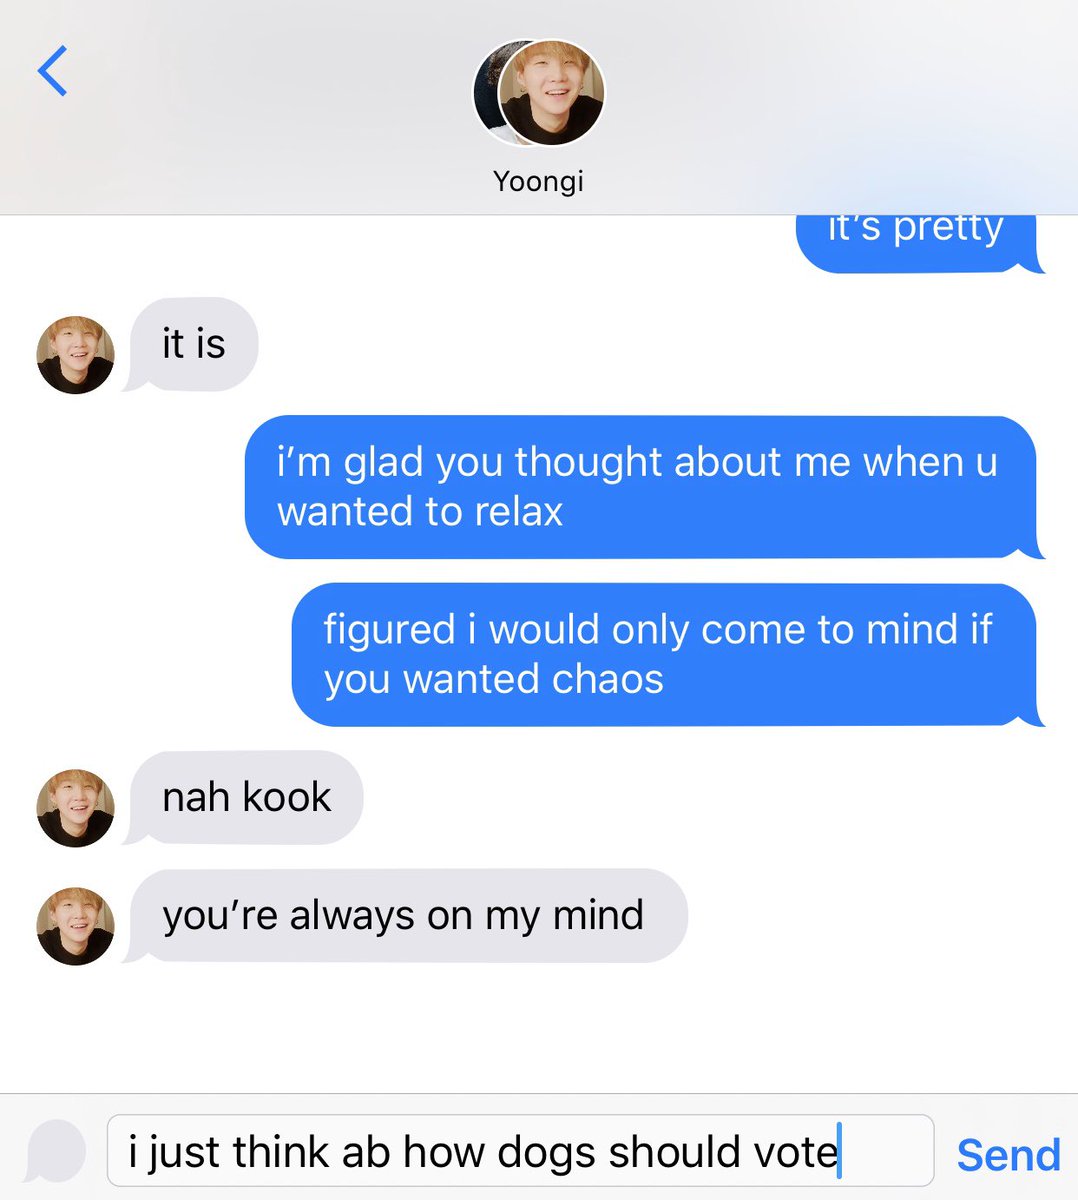 Yoongi
it's pretty
it is
i'm glad you thought about me when u
wanted to relax
figured i would only come to mind if
you wanted chaos
nah kook
you're always on my mind
i just think ab how dogs should vote
Send